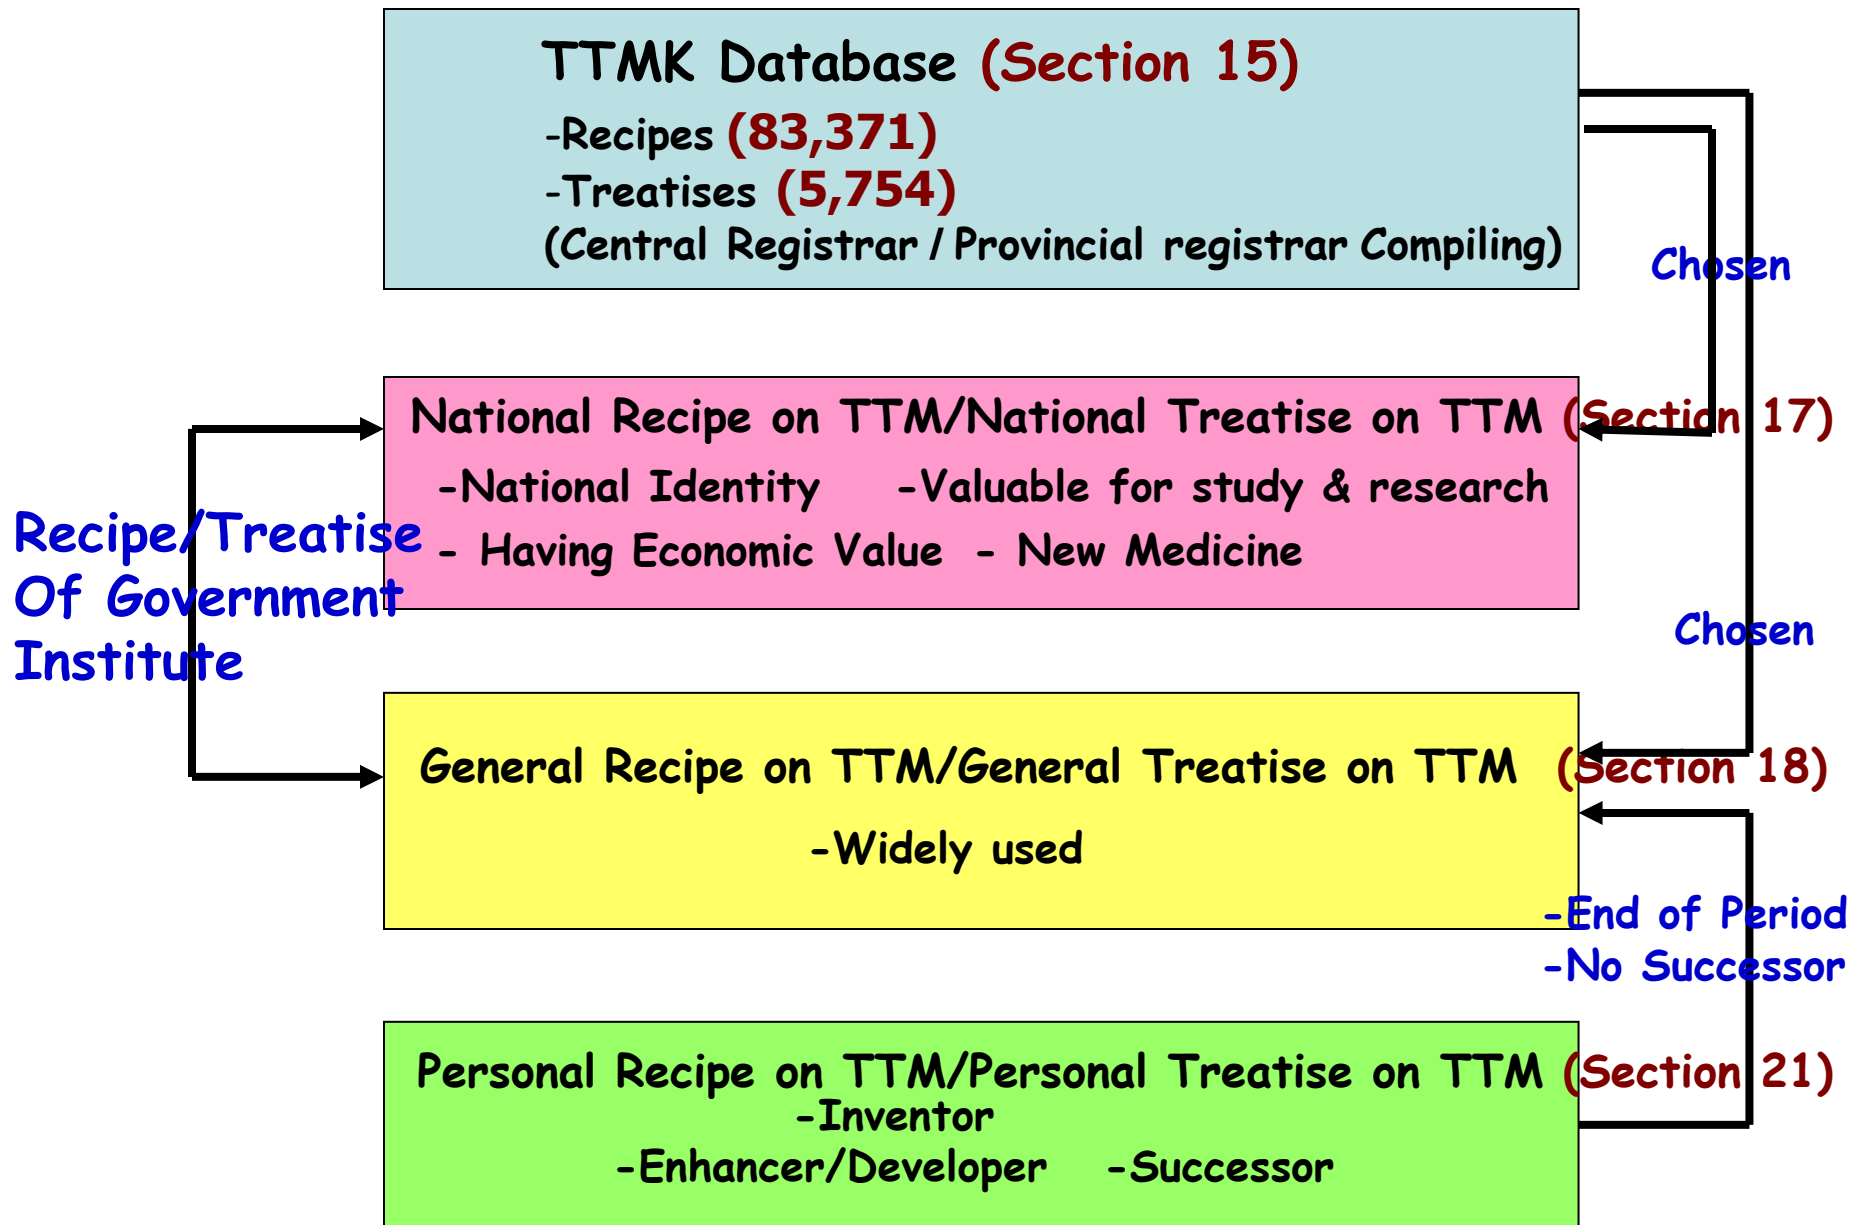 TTMK Database (Section 15)
-Recipes (83,371)
-Treatises (5,754)
(Central Registrar / Provincial registrar Compiling)
Chosen
National Recipe on TTM/National Treatise on TTM (Section 17)
-National Identity -Valuable for study & research
- Having Economic Value - New Medicine
Recipe/Treatise
Of Government
Institute
Chosen
General Recipe on TTM/General Treatise on TTM (Section 18)
-Widely used
-End of Period
-No Successor
Personal Recipe on TTM/Personal Treatise on TTM (Section 21)
-Inventor
-Enhancer/Developer -Successor